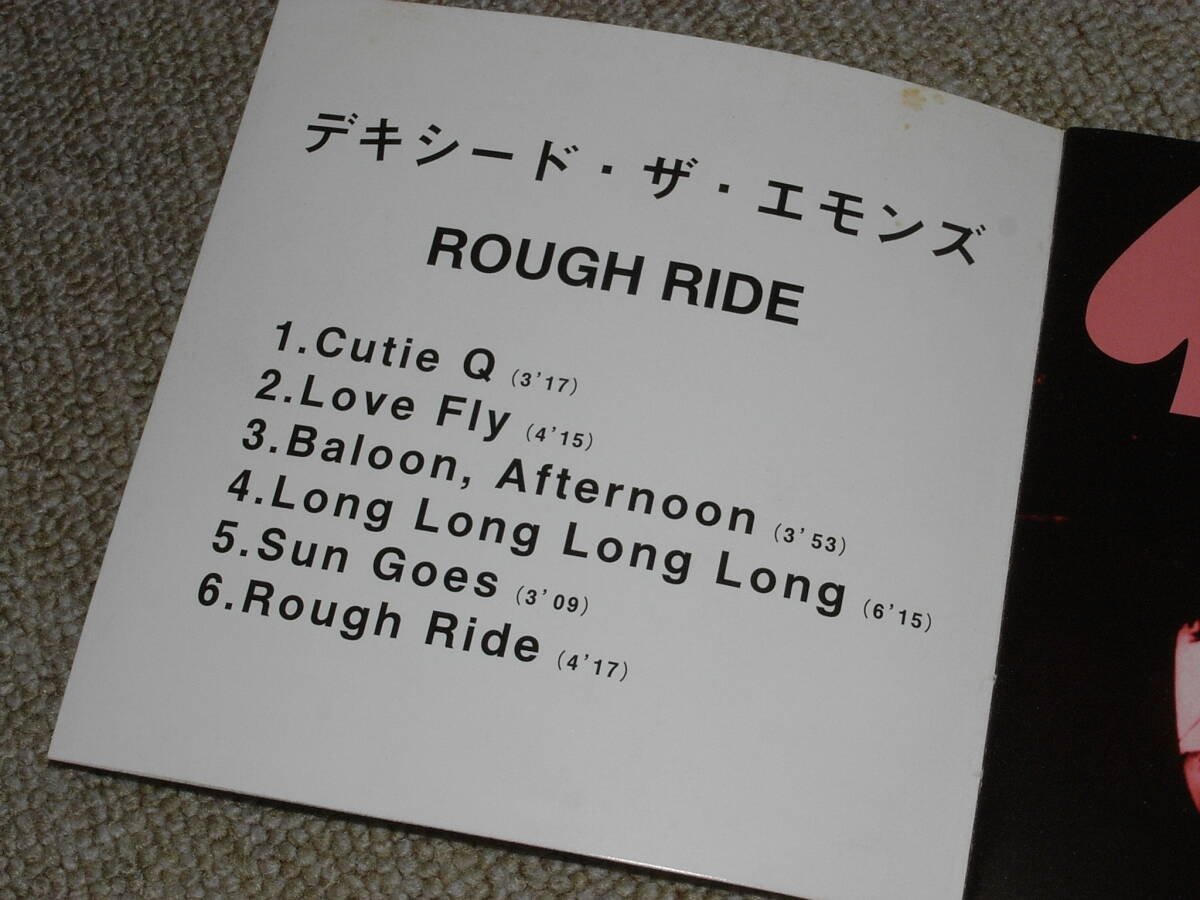 デキシード・ザ・エモンズ
ROUGH RIDE
1.Cutie Q (3'17)
2.Love Fly (4'15)
3.Baloon, Afternoon (3'53)
4.Long Long Long Long (6'15)
5.Sun Goes (3'09)
6.Rough Ride (4'17)